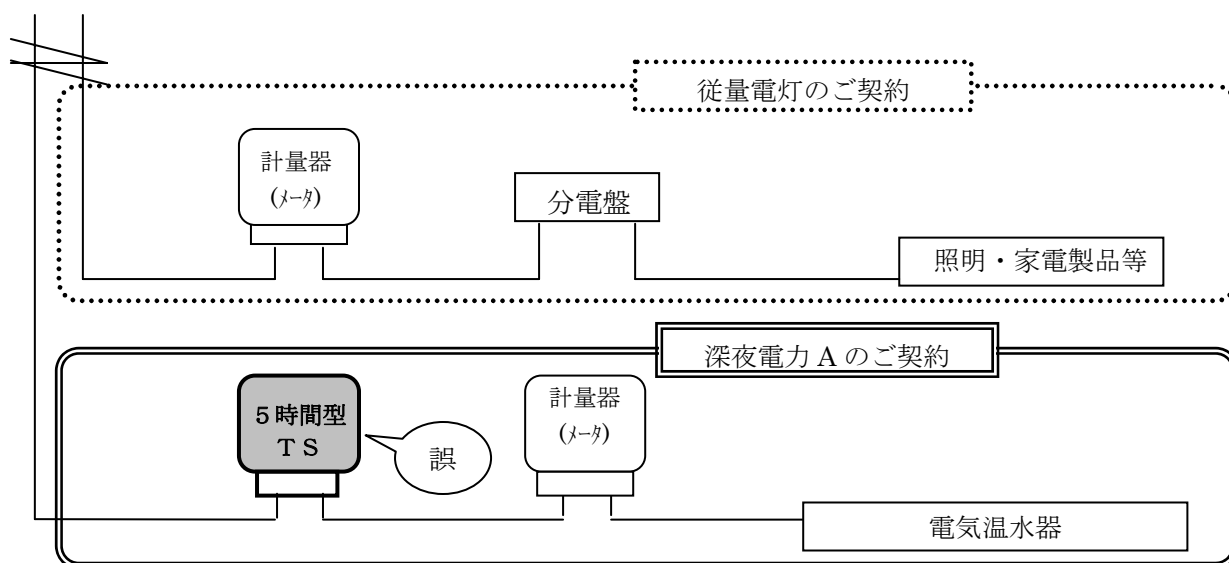 従量電灯のご契約
計量器
(ﾒｰﾀ)
分電盤
照明・家電製品等
深夜電力 A のご契約
５時間型
ＴＳ
誤
計量器
(ﾒｰﾀ)
電気温水器